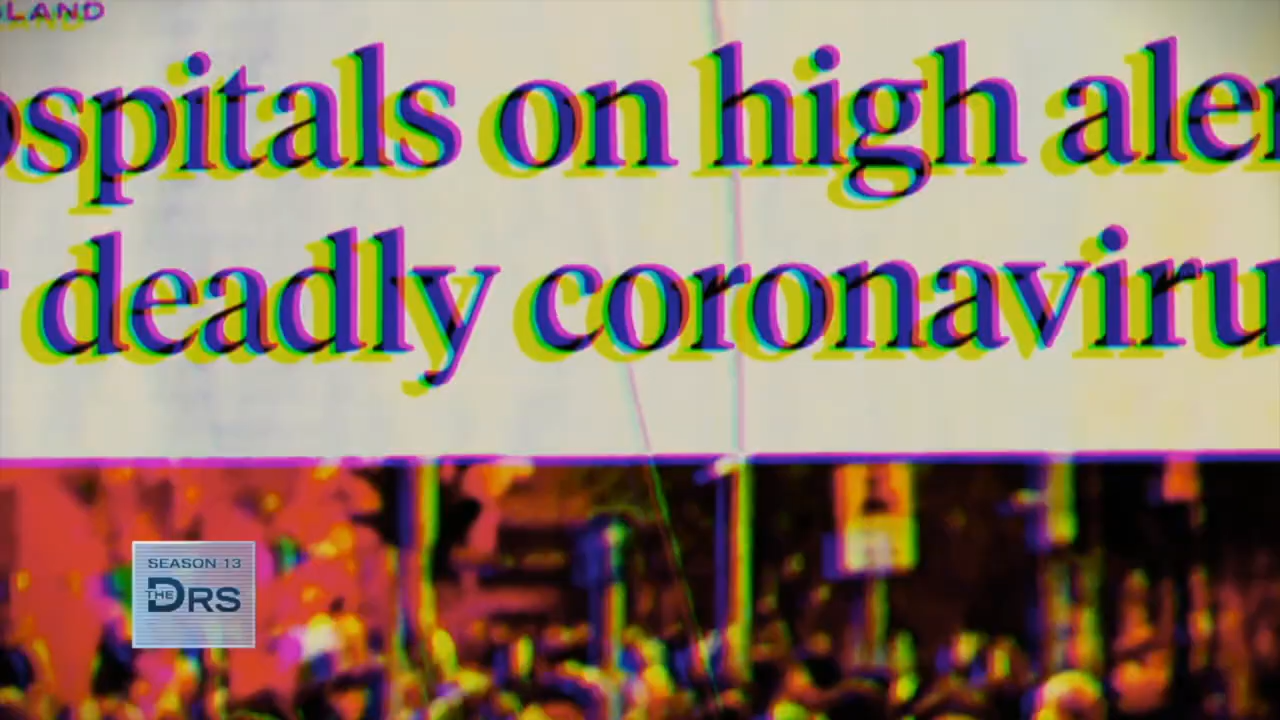 LAND
ospitals on high aler
r deadly coronaviru
SEASON 13
THE DRS